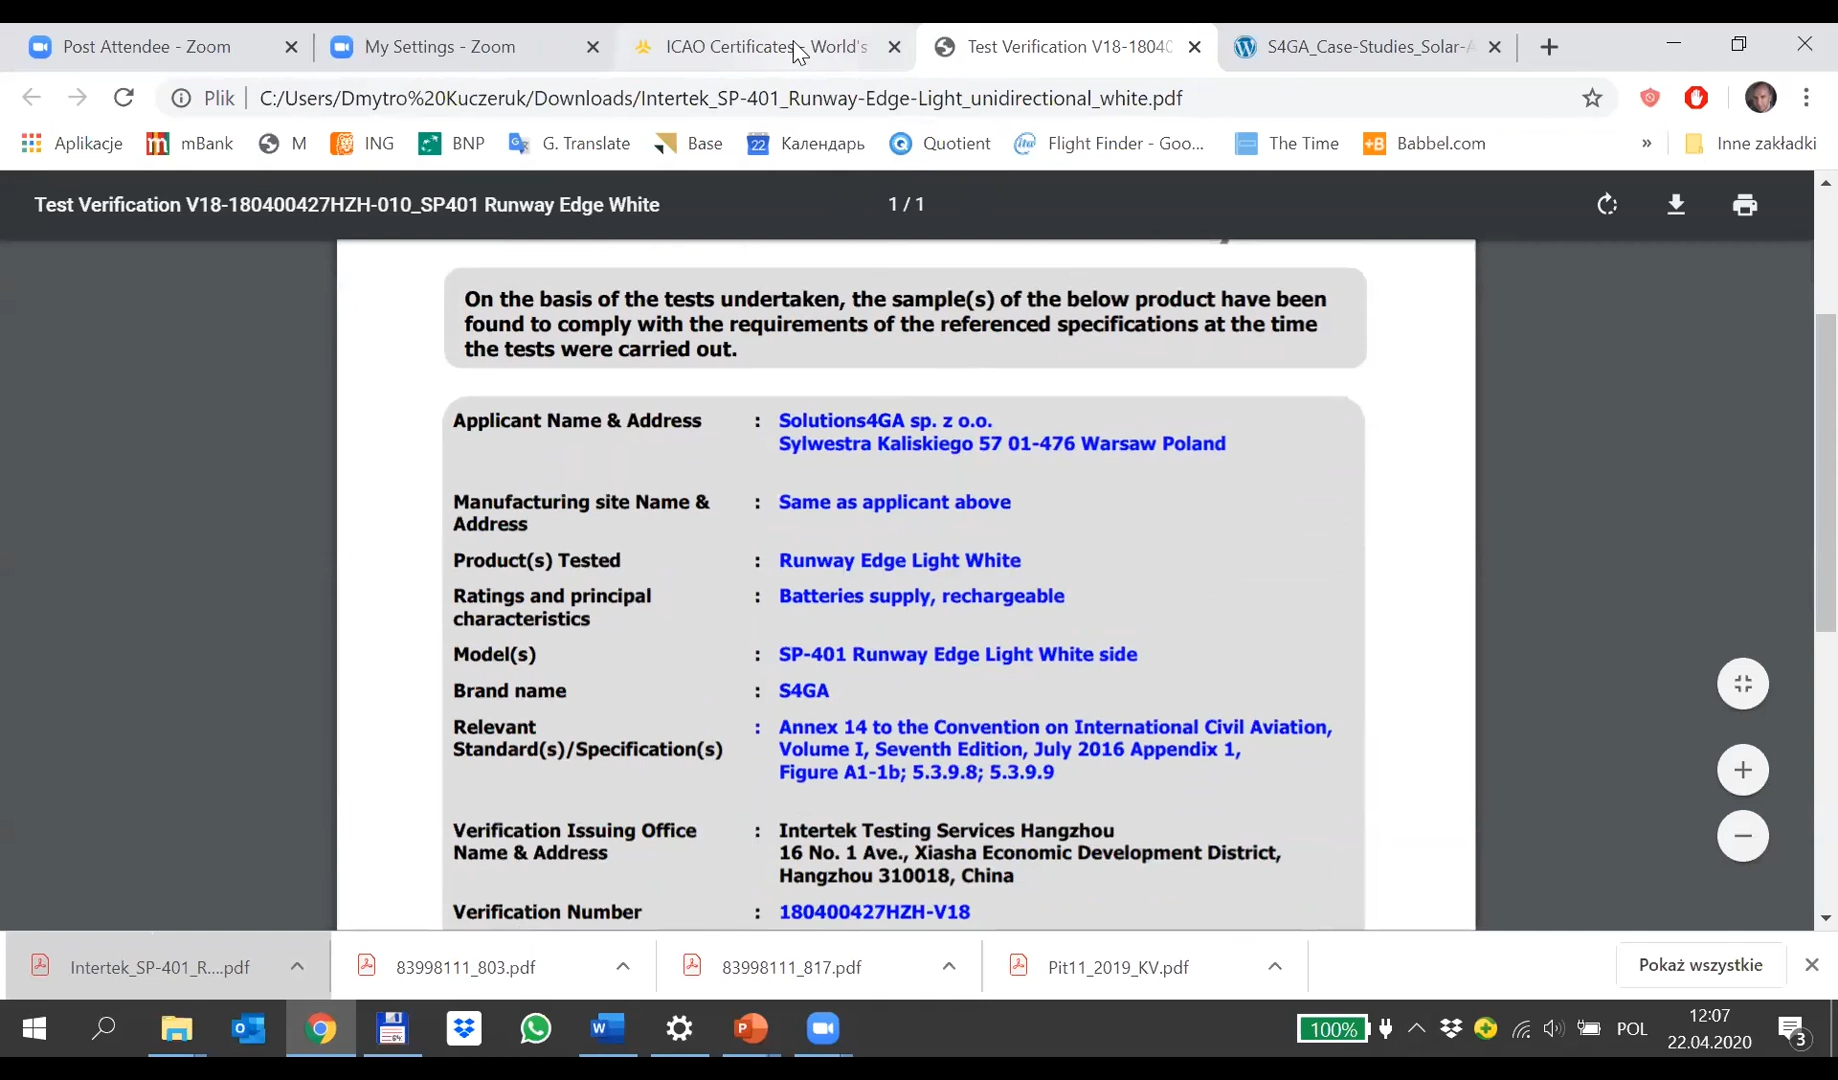 Post Attendee - Zoom
My Settings - Zoom
ICAO Certificates - World's
Test Verification V18-1804
S4GA_Case-Studies_Solar-A
Plik
C:/Users/Dmytro%20Kuczeruk/Downloads/Intertek_SP-401_Runway-Edge-Light_unidirectional_white.pdf
Aplikacje
mBank
M
ING
BNP
G. Translate
Base
22
Календарь
Quotient
Flight Finder - Goo...
The Time
+B
Babbel.com
»
Inne zakładki
Test Verification V18-180400427HZH-010_SP401 Runway Edge White
1 / 1
On the basis of the tests undertaken, the sample(s) of the below product have been
found to comply with the requirements of the referenced specifications at the time
the tests were carried out.
Applicant Name & Address : Solutions4GA sp. z o.o.
Sylwestra Kaliskiego 57 01-476 Warsaw Poland
Manufacturing site Name & : Same as applicant above
Address
Product(s) Tested : Runway Edge Light White
Ratings and principal : Batteries supply, rechargeable
characteristics
Model(s) : SP-401 Runway Edge Light White side
Brand name : S4GA
Relevant : Annex 14 to the Convention on International Civil Aviation,
Standard(s)/Specification(s) Volume I, Seventh Edition, July 2016 Appendix 1,
Figure A1-1b; 5.3.9.8; 5.3.9.9
Verification Issuing Office : Intertek Testing Services Hangzhou
Name & Address 16 No. 1 Ave., Xiasha Economic Development District,
Hangzhou 310018, China
Verification Number : 180400427HZH-V18
Intertek_SP-401_R....pdf
83998111_803.pdf
83998111_817.pdf
Pit11_2019_KV.pdf
Pokaż wszystkie
100%
POL
12:07
22.04.2020
3